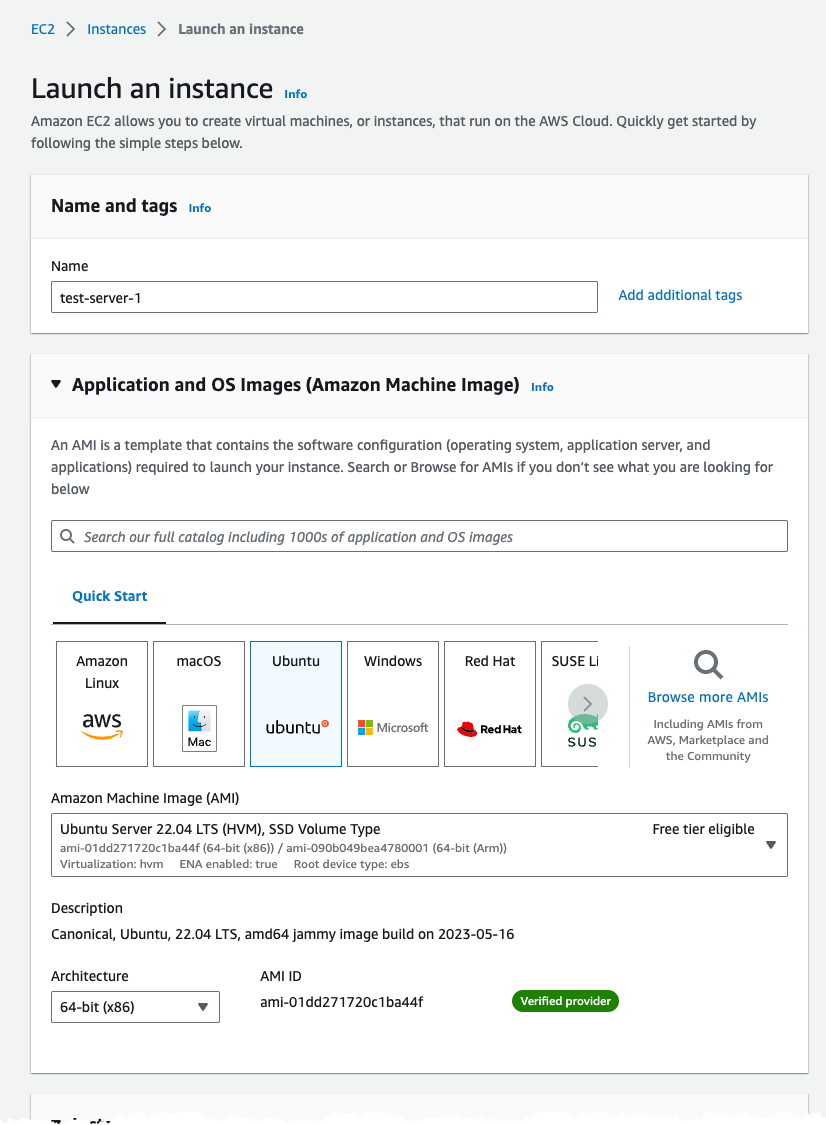 EC2 > Instances > Launch an instance
Launch an instance Info
Amazon EC2 allows you to create virtual machines, or instances, that run on the AWS Cloud. Quickly get started by
following the simple steps below.
Name and tags Info
Name
test-server-1
Add additional tags
Application and OS Images (Amazon Machine Image) Info
An AMI is a template that contains the software configuration (operating system, application server, and
applications) required to launch your instance. Search or Browse for AMIs if you don’t see what you are looking for
below
Search our full catalog including 1000s of application and OS images
Quick Start
Amazon
Linux
aws
macOS
Mac
Ubuntu
ubuntu
Windows
Microsoft
Red Hat
Red Hat
SUSE Li
SUS
Browse more AMIs
Including AMIs from
AWS, Marketplace and
the Community
Amazon Machine Image (AMI)
Ubuntu Server 22.04 LTS (HVM), SSD Volume Type
Free tier eligible
ami-01dd271720c1ba44f (64-bit (x86)) / ami-090b049bea4780001 (64-bit (Arm))
Virtualization: hvm ENA enabled: true Root device type: ebs
Description
Canonical, Ubuntu, 22.04 LTS, amd64 jammy image build on 2023-05-16
Architecture
64-bit (x86)
AMI ID
ami-01dd271720c1ba44f
Verified provider